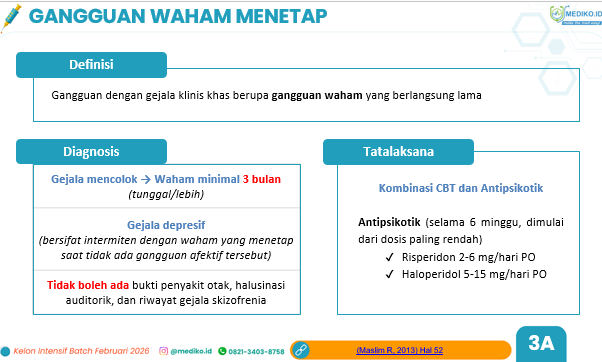 GANGGUAN WAHAM MENETAP
MEDIKO.ID
Definisi
Gangguan dengan gejala klinis khas berupa gangguan waham yang berlangsung lama
Diagnosis
Gejala mencolok → Waham minimal 3 bulan
(tunggal/lebih)
Gejala depresif
(bersifat intermiten dengan waham yang menetap
saat tidak ada gangguan afektif tersebut)
Tidak boleh ada bukti penyakit otak, halusinasi
auditorik, dan riwayat gejala skizofrenia
Tatalaksana
Kombinasi CBT dan Antipsikotik
Antipsikotik (selama 6 minggu, dimulai
dari dosis paling rendah)
✓ Risperidon 2-6 mg/hari PO
✓ Haloperidol 5-15 mg/hari PO
Kelon Intensif Batch Februari 2026
@mediko.id
0821-3403-8758
(Maslim R, 2013) Hal 52
3A